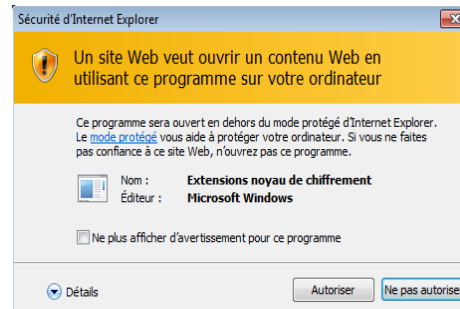 Sécurité d'Internet Explorer
Un site Web veut ouvrir un contenu Web en
utilisant ce programme sur votre ordinateur
Ce programme sera ouvert en dehors du mode protégé d'Internet Explorer.
Le mode protégé vous aide à protéger votre ordinateur. Si vous ne faites
pas confiance à ce site Web, n'ouvrez pas ce programme.
Nom : Extensions noyau de chiffrement
Éditeur : Microsoft Windows
Ne plus afficher d'avertissement pour ce programme
Détails Autoriser Ne pas autorise